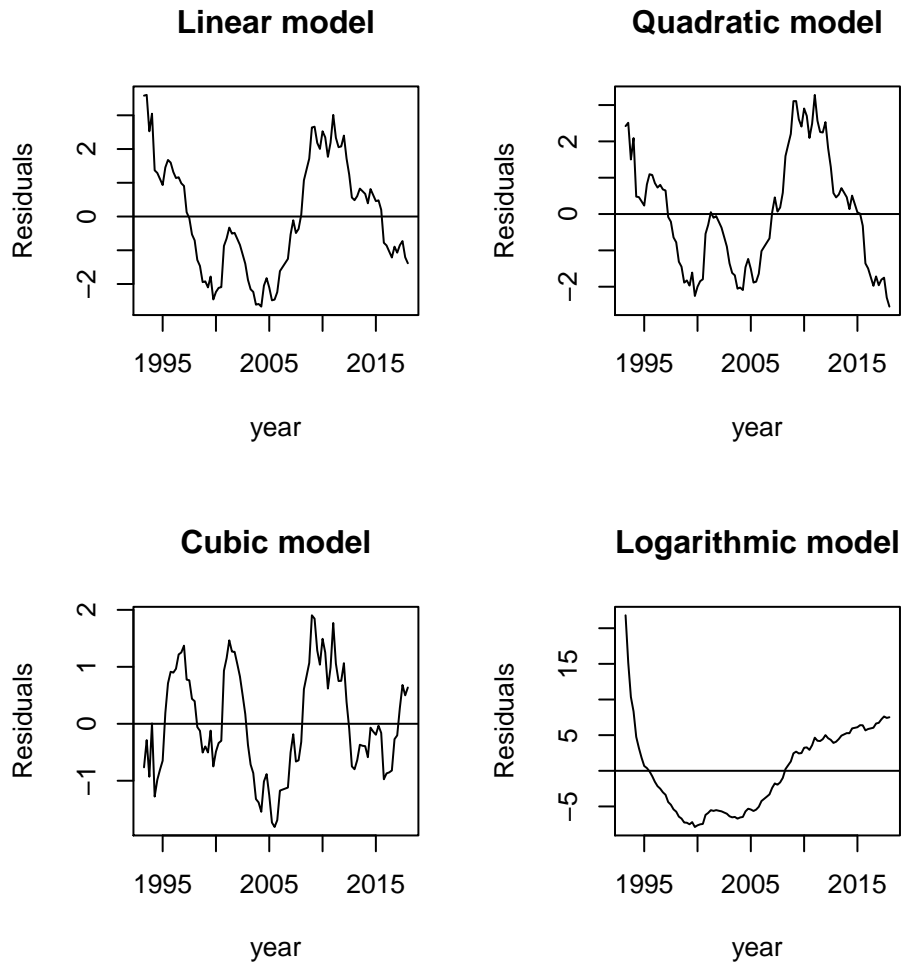 Linear model
Residuals
2
0
−2
1995 2005 2015
year
Quadratic model
Residuals
2
0
−2
1995 2005 2015
year
Cubic model
Residuals
2
1
0
−1
1995 2005 2015
year
Logarithmic model
Residuals
15
5
−5
1995 2005 2015
year